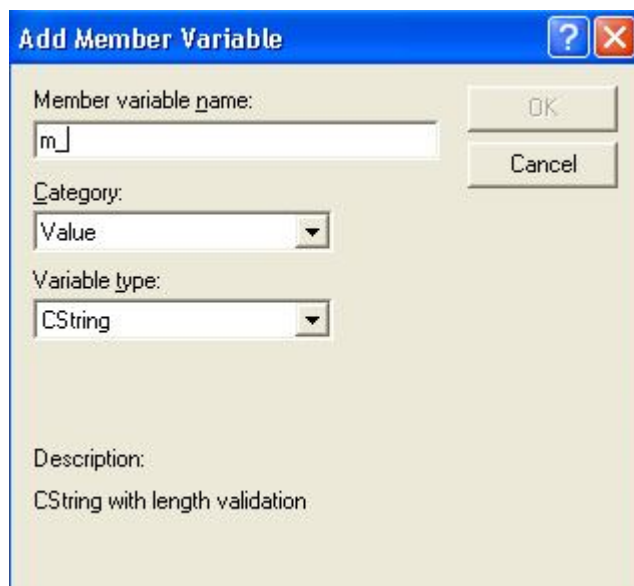 Add Member Variable
Member variable name:
OK
m_
Cancel
Category:
Value
Variable type:
CString
Description:
CString with length validation